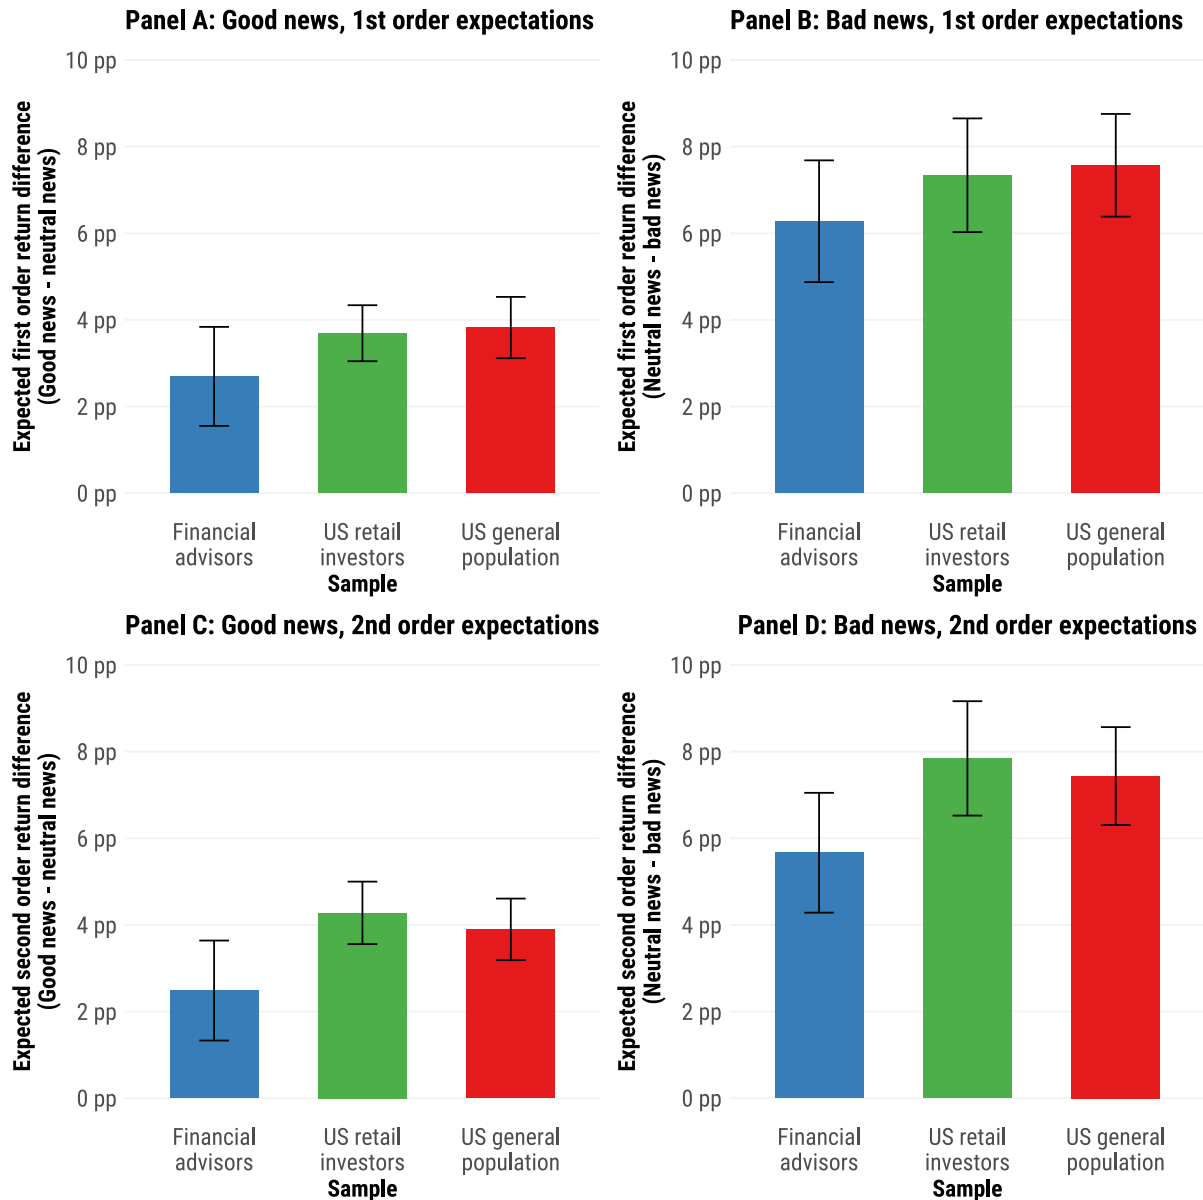 Panel A: Good news, 1st order expectations
Expected first order return difference
(Good news - neutral news)
10 pp
8 pp
6 pp
4 pp
2 pp
0 pp
Financial
advisors
US retail
investors
US general
population
Sample
Panel B: Bad news, 1st order expectations
Expected first order return difference
(Neutral news - bad news)
10 pp
8 pp
6 pp
4 pp
2 pp
0 pp
Financial
advisors
US retail
investors
US general
population
Sample
Panel C: Good news, 2nd order expectations
Expected second order return difference
(Good news - neutral news)
10 pp
8 pp
6 pp
4 pp
2 pp
0 pp
Financial
advisors
US retail
investors
US general
population
Sample
Panel D: Bad news, 2nd order expectations
Expected second order return difference
(Neutral news - bad news)
10 pp
8 pp
6 pp
4 pp
2 pp
0 pp
Financial
advisors
US retail
investors
US general
population
Sample